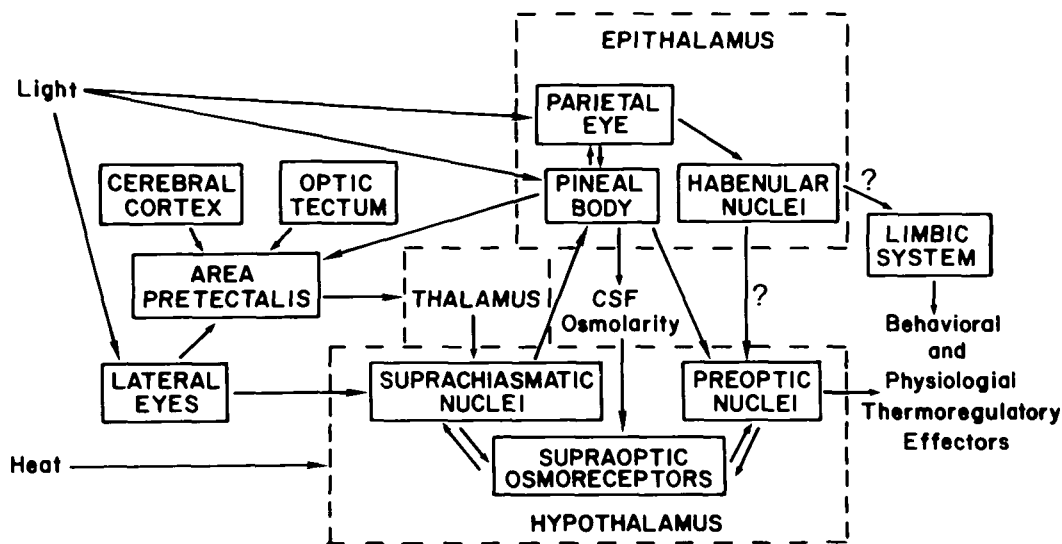 EPITHALAMUS
Light
PARIETAL
EYE
CEREBRAL
CORTEX
OPTIC
TECTUM
PINEAL
BODY
HABENULAR
NUCLEI
?
LIMBIC
SYSTEM
AREA
PRETECTALIS
THALAMUS
CSF
Osmolarity
?
Behavioral
and
Physiologial
Thermoregulatory
Effectors
LATERAL
EYES
SUPRACHIASMATIC
NUCLEI
PREOPTIC
NUCLEI
Heat
SUPRAOPTIC
OSMORECEPTORS
HYPOTHALAMUS